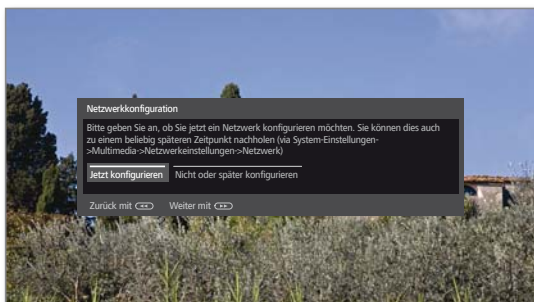 Netzwerkkonfiguration
Bitte geben Sie an, ob Sie jetzt ein Netzwerk konfigurieren möchten. Sie können dies auch
zu einem beliebig späteren Zeitpunkt nachholen (via System-Einstellungen-
>Multimedia->Netzwerkeinstellungen->Netzwerk)
Jetzt konfigurieren Nicht oder später konfigurieren
Zurück mit Weiter mit